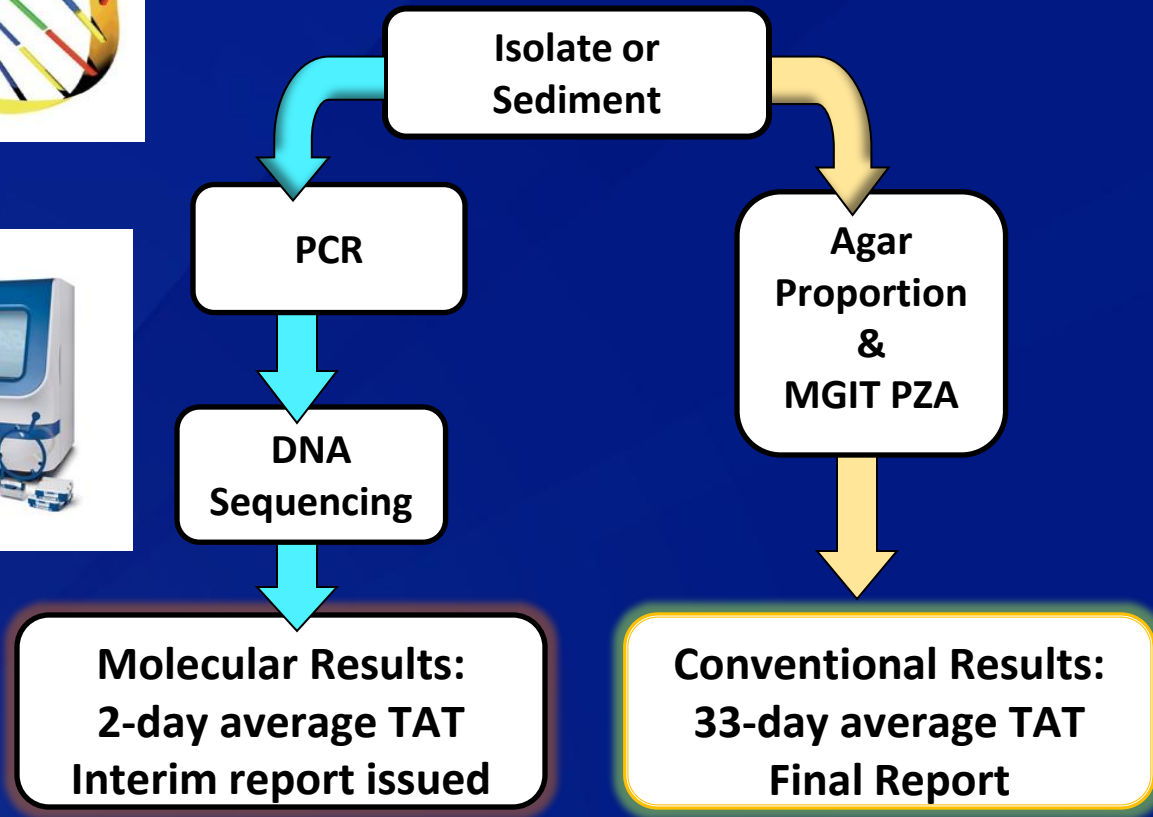 Isolate or
Sediment
PCR
DNA
Sequencing
Molecular Results:
2-day average TAT
Interim report issued
Agar
Proportion
&
MGIT PZA
Conventional Results:
33-day average TAT
Final Report